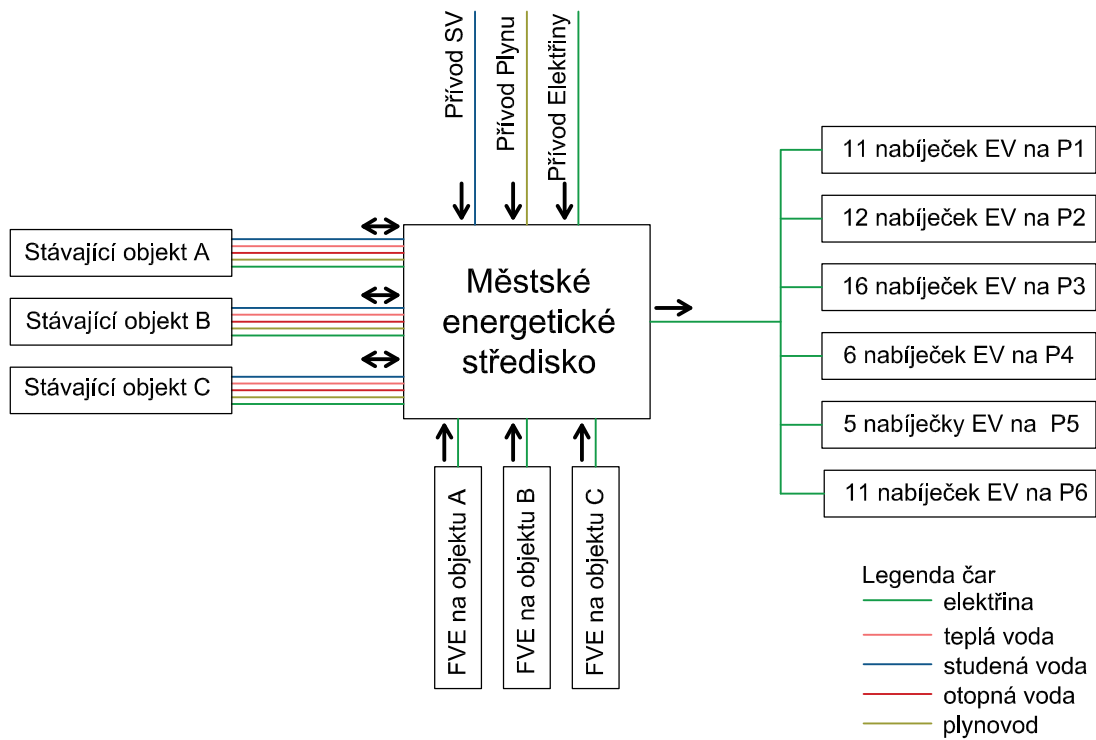 Přívod SV
Přívod Plynu
Přívod Elektřiny
Stávající objekt A
Stávající objekt B
Stávající objekt C
Městské
energetické
středisko
11 nabíječek EV na P1
12 nabíječek EV na P2
16 nabíječek EV na P3
6 nabíječek EV na P4
5 nabíječky EV na P5
11 nabíječek EV na P6
FVE na objektu A
FVE na objektu B
FVE na objektu C
Legenda čar
elektřina
teplá voda
studená voda
otopná voda
plynovod